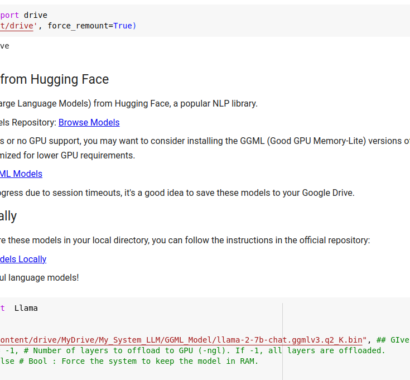 port drive
t/drive', force_remount=True)
ve
from Hugging Face
arge Language Models) from Hugging Face, a popular NLP library.
els Repository: Browse Models
s or no GPU support, you may want to consider installing the GGML (Good GPU Memory-Lite) versions of
mized for lower GPU requirements.
ML Models
ogress due to session timeouts, it's a good idea to save these models to your Google Drive.
ally
re these models in your local directory, you can follow the instructions in the official repository:
dels Locally
ul language models!
t Llama
ontent/drive/MyDrive/My_System_LLM/GGML_Model/llama-2-7b-chat.ggmlv3.q2_K.bin", ## GIve
-1, # Number of layers to offload to GPU (-ngl). If -1, all layers are offloaded.
lse # Bool : Force the system to keep the model in RAM.